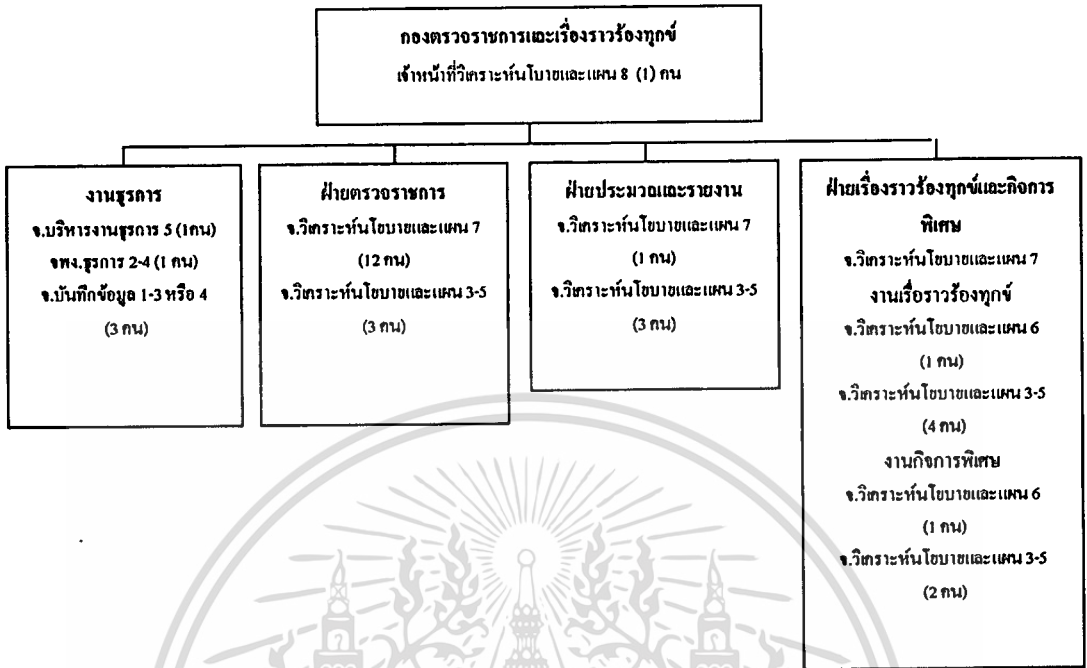 กองตรวจราชการและเรื่องราวร้องทุกข์
เจ้าหน้าที่วิเคราะห์นโบายและแผน 8 (1) คน
งานธุรการ
จ.บริหารงานธุรการ 5 (1คน)
จพง.ธุรการ 2-4 (1 คน)
จ.บันทึกข้อมูล 1-3 หรือ 4
(3 คน)
ฝ่ายตรวจราชการ
จ.วิเคราะห์นโยบายและแผน 7
(12 คน)
จ.วิเคราะห์นโยบายและแผน 3-5
(3 คน)
ฝ่ายประมวลและรายงาน
จ.วิเคราะห์นโยบายและแผน 7
(1 คน)
จ.วิเคราะห์นโยบายและแผน 3-5
(3 คน)
ฝ่ายเรื่องราวร้องทุกข์และกิจการ
พิเศษ
จ.วิเคราะห์นโยบายและแผน 7
งานเรื่อราวร้องทุกข์
จ.วิเคราะห์นโยบายและแผน 6
(1 คน)
จ.วิเคราะห์นโยบายและแผน 3-5
(4 คน)
งานกิจการพิเศษ
จ.วิเคราะห์นโยบายและแผน 6
(1 คน)
จ.วิเคราะห์นโยบายและแผน 3-5
(2 คน)